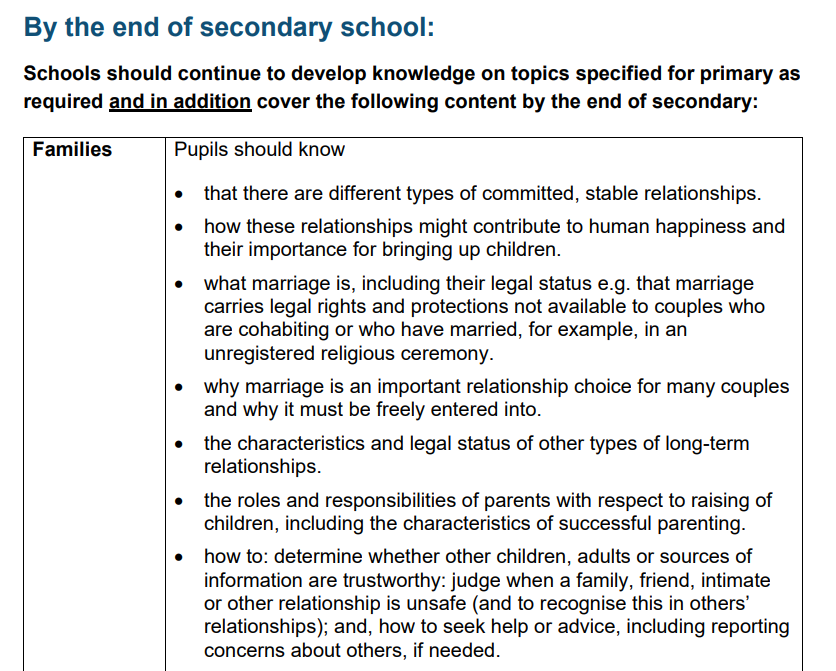 By the end of secondary school:
Schools should continue to develop knowledge on topics specified for primary as
required and in addition cover the following content by the end of secondary:
Families
Pupils should know
• that there are different types of committed, stable relationships.
• how these relationships might contribute to human happiness and
their importance for bringing up children.
• what marriage is, including their legal status e.g. that marriage
carries legal rights and protections not available to couples who
are cohabiting or who have married, for example, in an
unregistered religious ceremony.
• why marriage is an important relationship choice for many couples
and why it must be freely entered into.
• the characteristics and legal status of other types of long-term
relationships.
• the roles and responsibilities of parents with respect to raising of
children, including the characteristics of successful parenting.
• how to: determine whether other children, adults or sources of
information are trustworthy: judge when a family, friend, intimate
or other relationship is unsafe (and to recognise this in others’
relationships); and, how to seek help or advice, including reporting
concerns about others, if needed.